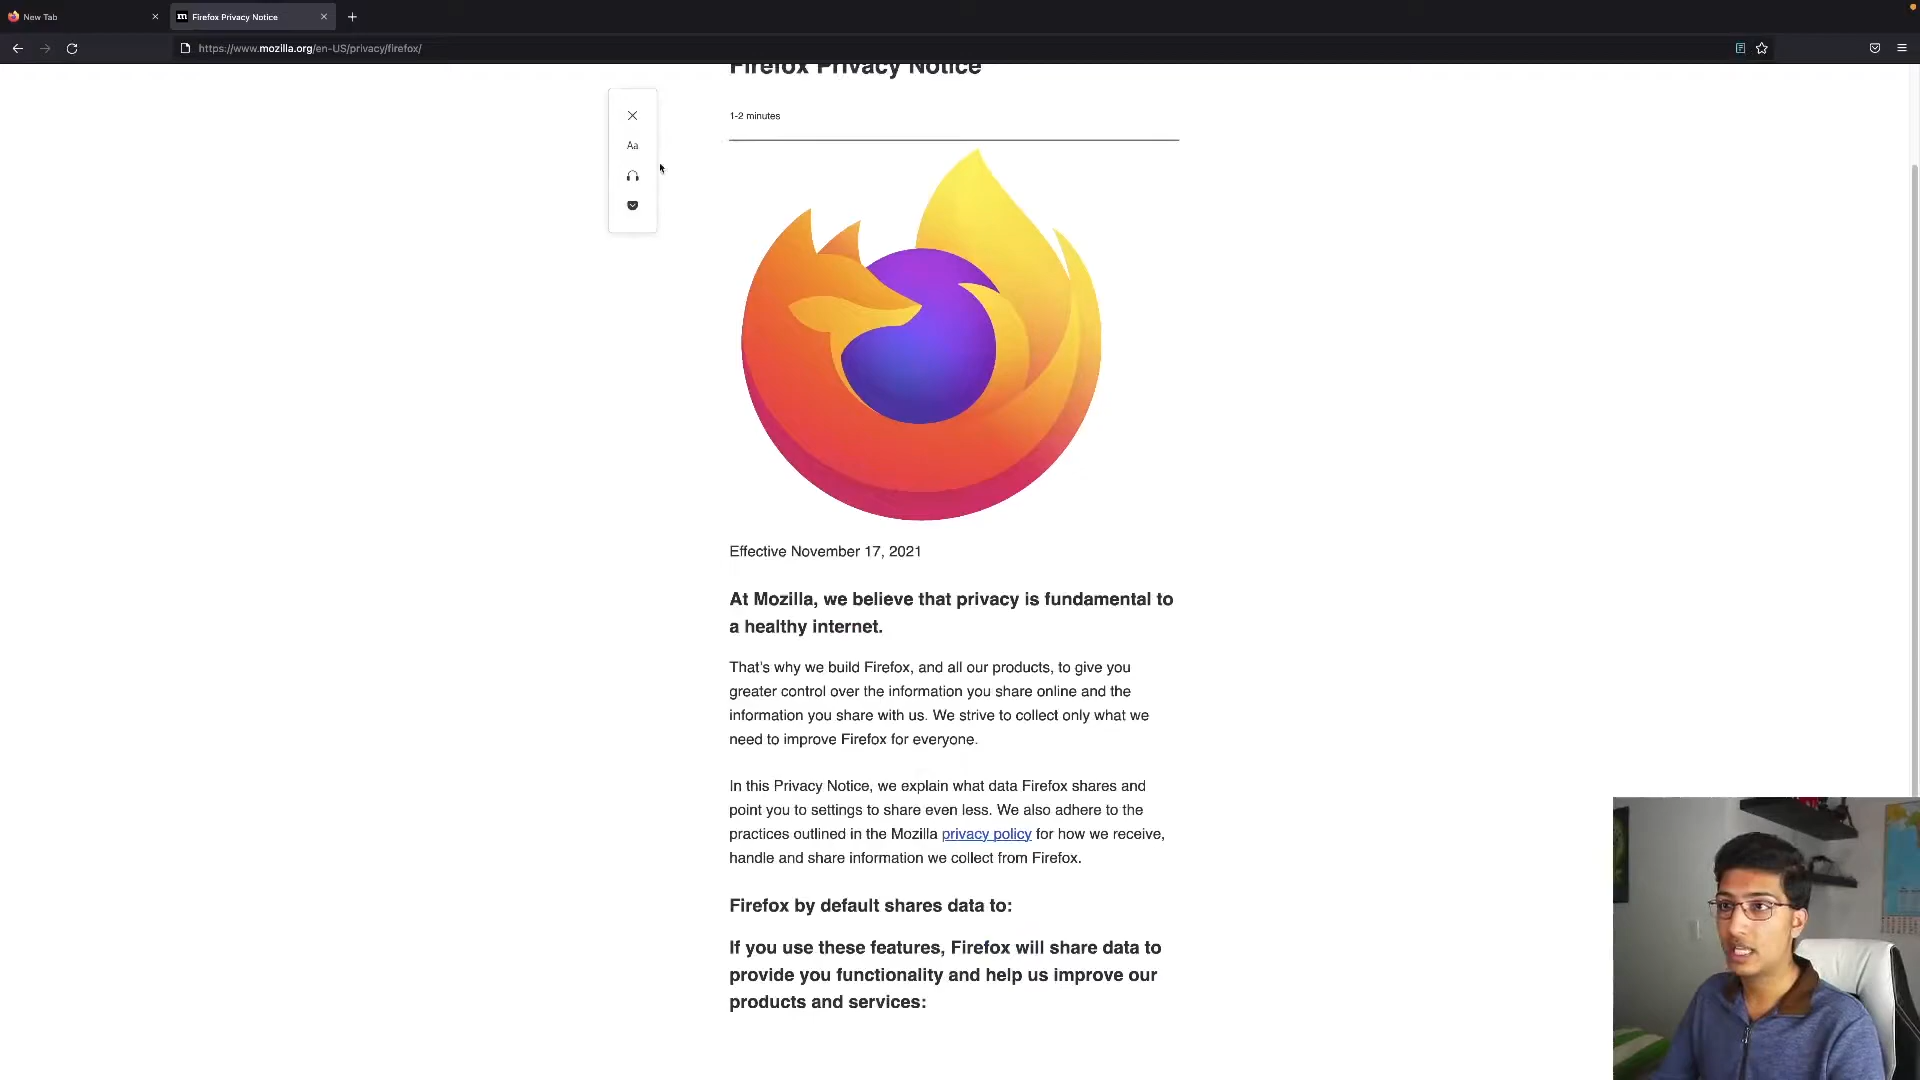 New Tab
Firefox Privacy Notice
https://www.mozilla.org/en-US/privacy/firefox/
Firefox Privacy Notice
1-2 minutes
Aa
Effective November 17, 2021
At Mozilla, we believe that privacy is fundamental to
a healthy internet.
That’s why we build Firefox, and all our products, to give you
greater control over the information you share online and the
information you share with us. We strive to collect only what we
need to improve Firefox for everyone.
In this Privacy Notice, we explain what data Firefox shares and
point you to settings to share even less. We also adhere to the
practices outlined in the Mozilla privacy policy for how we receive,
handle and share information we collect from Firefox.
Firefox by default shares data to:
If you use these features, Firefox will share data to
provide you functionality and help us improve our
products and services: